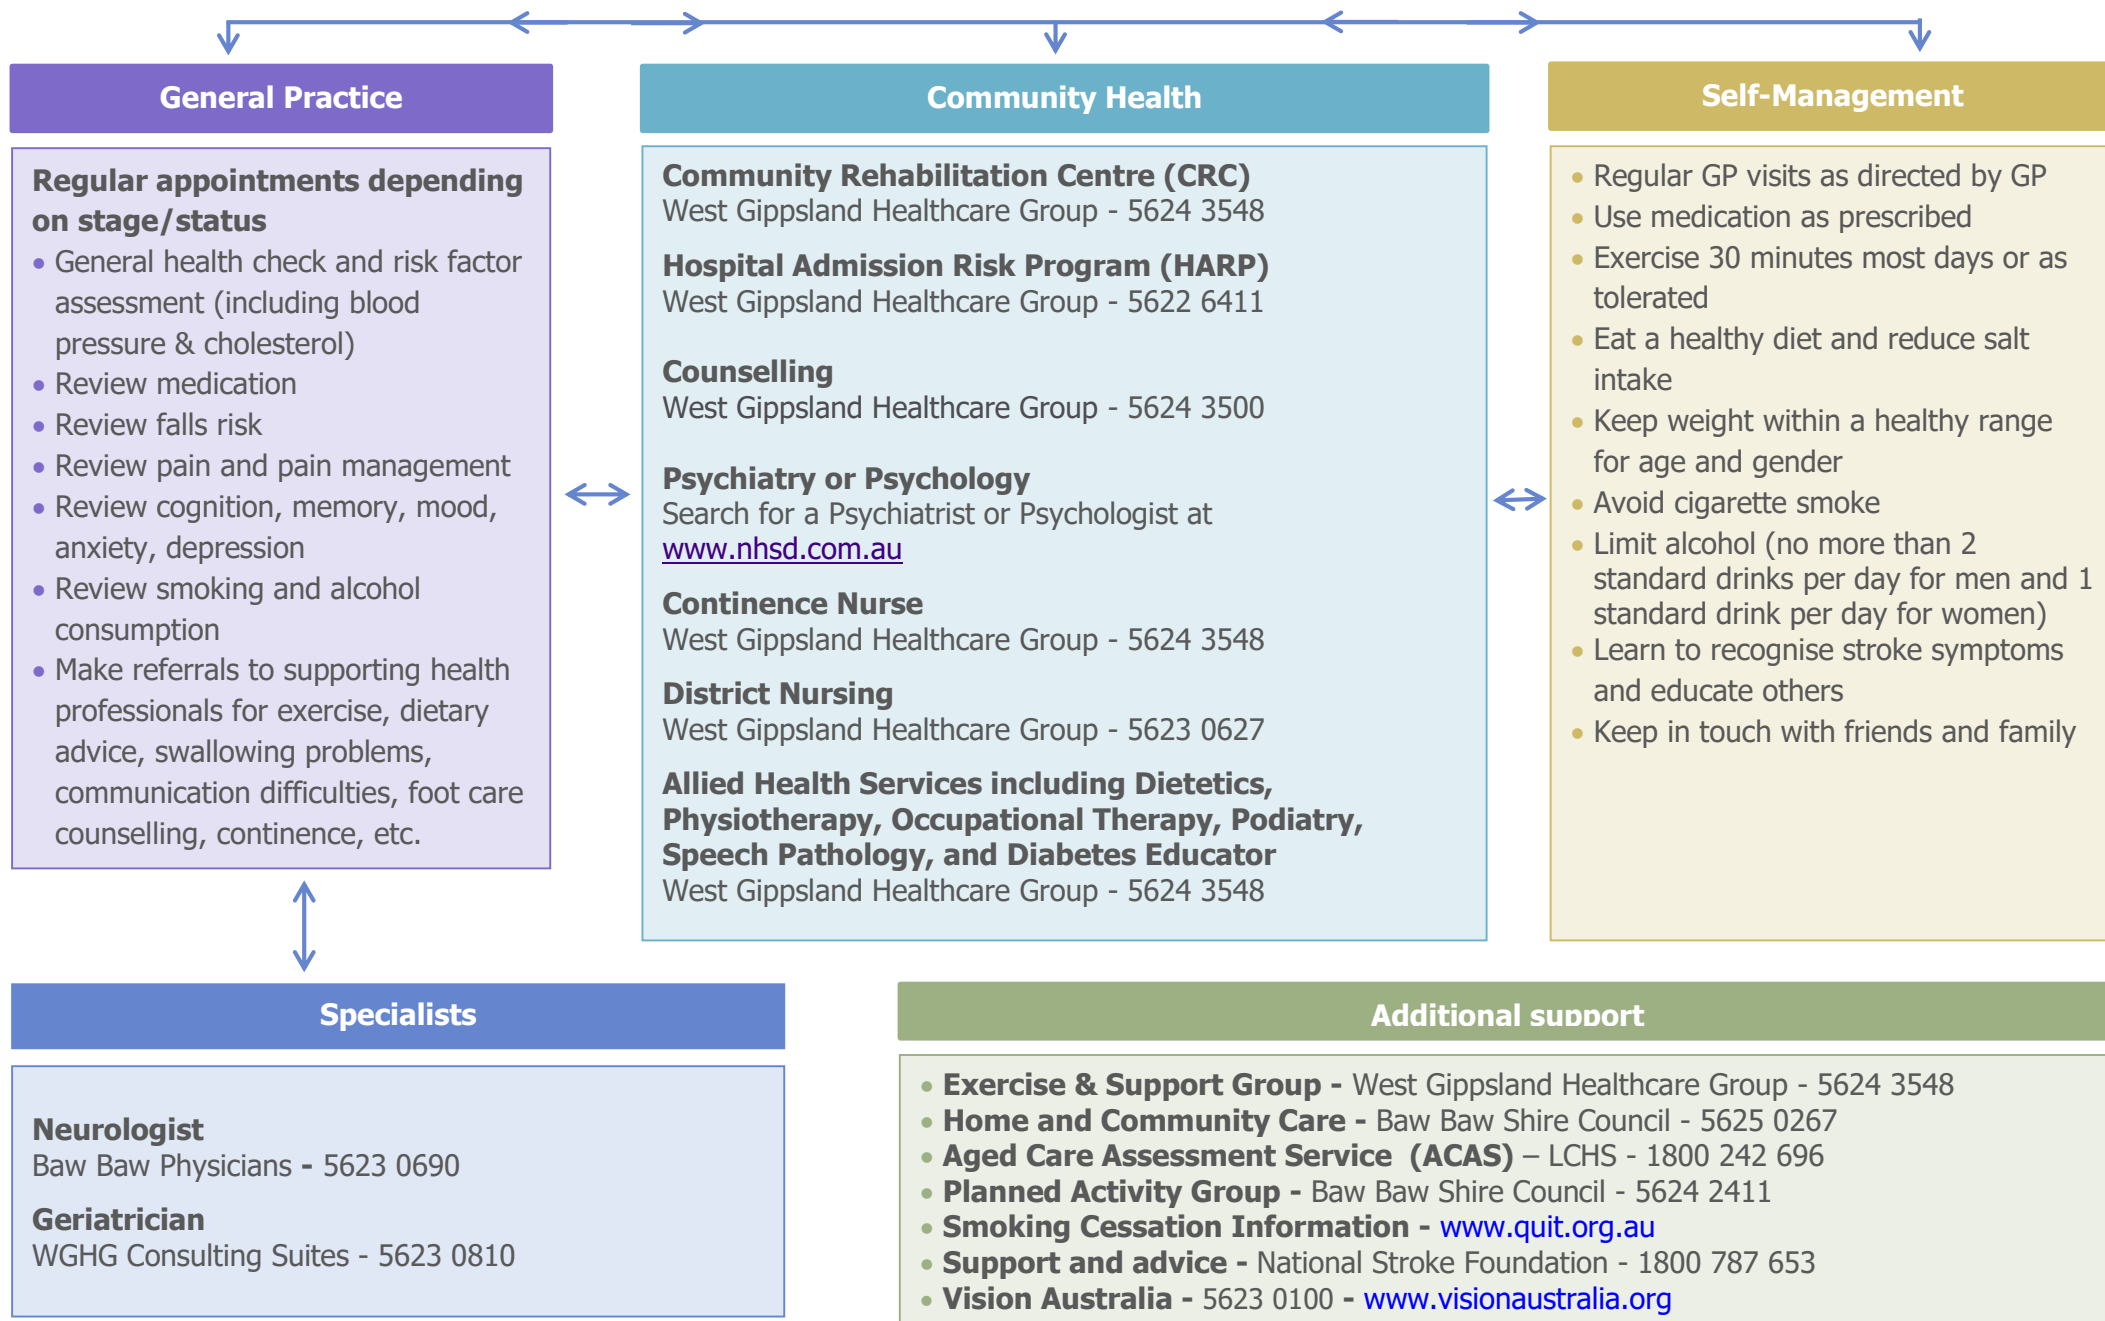 General Practice
Regular appointments depending
on stage/status
• General health check and risk factor
assessment (including blood
pressure & cholesterol)
• Review medication
• Review falls risk
• Review pain and pain management
• Review cognition, memory, mood,
anxiety, depression
• Review smoking and alcohol
consumption
• Make referrals to supporting health
professionals for exercise, dietary
advice, swallowing problems,
communication difficulties, foot care
counselling, continence, etc.
Community Health
Community Rehabilitation Centre (CRC)
West Gippsland Healthcare Group - 5624 3548
Hospital Admission Risk Program (HARP)
West Gippsland Healthcare Group - 5622 6411
Counselling
West Gippsland Healthcare Group - 5624 3500
Psychiatry or Psychology
Search for a Psychiatrist or Psychologist at
www.nhsd.com.au
Continence Nurse
West Gippsland Healthcare Group - 5624 3548
District Nursing
West Gippsland Healthcare Group - 5623 0627
Allied Health Services including Dietetics,
Physiotherapy, Occupational Therapy, Podiatry,
Speech Pathology, and Diabetes Educator
West Gippsland Healthcare Group - 5624 3548
Self-Management
• Regular GP visits as directed by GP
• Use medication as prescribed
• Exercise 30 minutes most days or as
tolerated
• Eat a healthy diet and reduce salt
intake
• Keep weight within a healthy range
for age and gender
• Avoid cigarette smoke
• Limit alcohol (no more than 2
standard drinks per day for men and 1
standard drink per day for women)
• Learn to recognise stroke symptoms
and educate others
• Keep in touch with friends and family
Specialists
Neurologist
Baw Baw Physicians - 5623 0690
Geriatrician
WGHG Consulting Suites - 5623 0810
Additional support
• Exercise & Support Group - West Gippsland Healthcare Group - 5624 3548
• Home and Community Care - Baw Baw Shire Council - 5625 0267
• Aged Care Assessment Service (ACAS) – LCHS - 1800 242 696
• Planned Activity Group - Baw Baw Shire Council - 5624 2411
• Smoking Cessation Information - www.quit.org.au
• Support and advice - National Stroke Foundation - 1800 787 653
• Vision Australia - 5623 0100 - www.visionaustralia.org